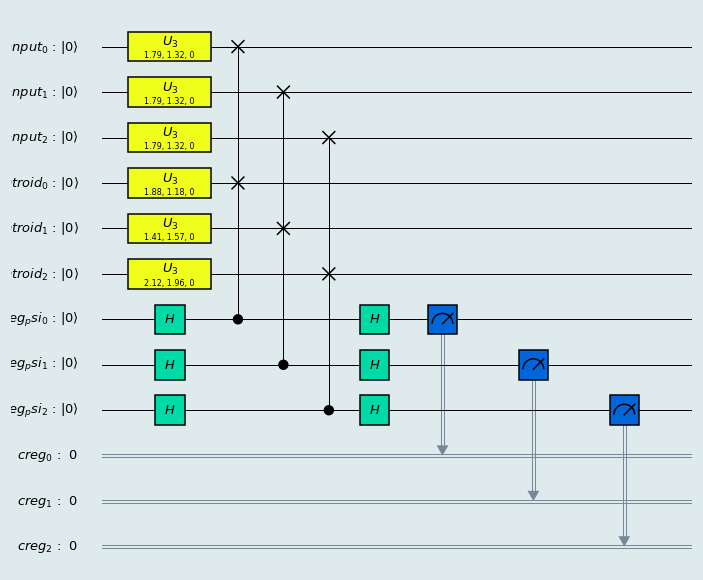 nput0 : |0⟩ U3 1.79, 1.32, 0
nput1 : |0⟩ U3 1.79, 1.32, 0
nput2 : |0⟩ U3 1.79, 1.32, 0
troid0 : |0⟩ U3 1.88, 1.18, 0
troid1 : |0⟩ U3 1.41, 1.57, 0
troid2 : |0⟩ U3 2.12, 1.96, 0
egpsi0 : |0⟩ H H
egpsi1 : |0⟩ H H
egpsi2 : |0⟩ H H
creg0 : 0
creg1 : 0
creg2 : 0